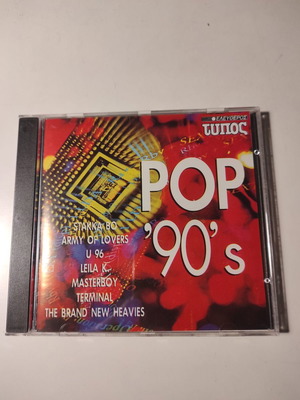 ΕΛΕΥΘΕΡΟΣ
τυπος
POP
'90's
STAKKA BO
ARMY OF LOVERS
U 96
LEILA K.
MASTERBOY
TERMINAL
THE BRAND NEW HEAVIES